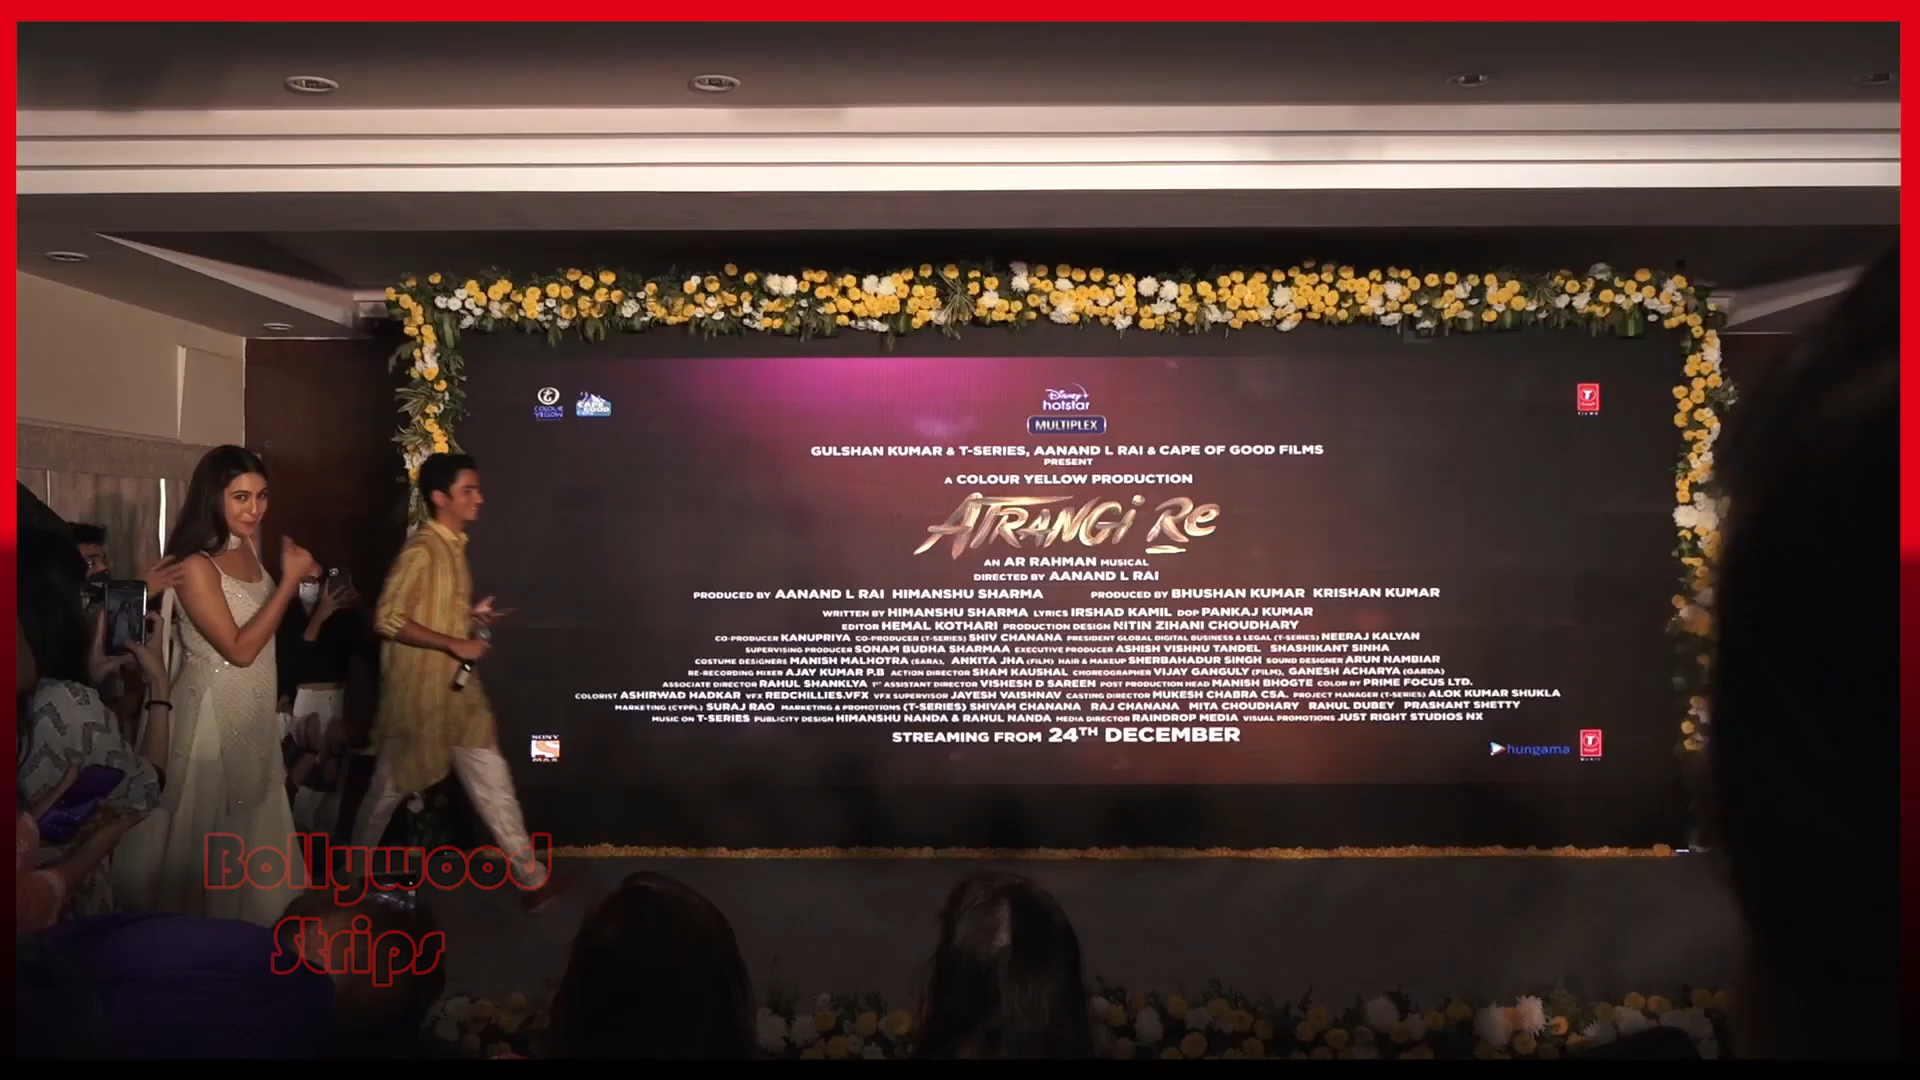 COLOUR
YELLOW
CAPE OF
GOOD
FILMS
Disney+
hotstar
MULTIPLEX
GULSHAN KUMAR & T-SERIES, AANAND L RAI & CAPE OF GOOD FILMS
PRESENT
A COLOUR YELLOW PRODUCTION
ATRANGI RE
AN AR RAHMAN MUSICAL
DIRECTED BY AANAND L RAI
PRODUCED BY AANAND L RAI HIMANSHU SHARMA PRODUCED BY BHUSHAN KUMAR KRISHAN KUMAR
WRITTEN BY HIMANSHU SHARMA LYRICS IRSHAD KAMIL DOP PANKAJ KUMAR
EDITOR HEMAL KOTHARI PRODUCTION DESIGN NITIN ZIHANI CHOUDHARY
CO-PRODUCER KANUPRIYA CO-PRODUCER (T-SERIES) SHIV CHANANA PRESIDENT GLOBAL DIGITAL BUSINESS & LEGAL (T-SERIES) NEERAJ KALYAN
SUPERVISING PRODUCER SONAM BUDHA SHARMAA EXECUTIVE PRODUCER ASHISH VISHNU TANDEL SHASHIKANT SINHA
COSTUME DESIGNERS MANISH MALHOTRA (SARA), ANKITA JHA (FILM) HAIR & MAKEUP SHERBAHADUR SINGH SOUND DESIGNER ARUN NAMBIAR
RE-RECORDING MIXER AJAY KUMAR P.B ACTION DIRECTOR SHAM KAUSHAL CHOREOGRAPHER VIJAY GANGULY (FILM), GANESH ACHARYA (GARDA)
ASSOCIATE DIRECTOR RAHUL SHANKLYA 1ST ASSISTANT DIRECTOR VISHESH D SAREEN POST PRODUCTION HEAD MANISH BHOGTE COLOR BY PRIME FOCUS LTD.
COLORIST ASHIRWAD HADKAR VFX REDCHILLIES.VFX VFX SUPERVISOR JAYESH VAISHNAV CASTING DIRECTOR MUKESH CHABRA CSA. PROJECT MANAGER (T-SERIES) ALOK KUMAR SHUKLA
MARKETING (CYPPL) SURAJ RAO MARKETING & PROMOTIONS (T-SERIES) SHIVAM CHANANA RAJ CHANANA MITA CHOUDHARY RAHUL DUBEY PRASHANT SHETTY
MUSIC ON T-SERIES PUBLICITY DESIGN HIMANSHU NANDA & RAHUL NANDA MEDIA DIRECTOR RAINDROP MEDIA VISUAL PROMOTIONS JUST RIGHT STUDIOS NX
STREAMING FROM 24TH DECEMBER
SONY
MAX
hungama
Bollywood
Strips